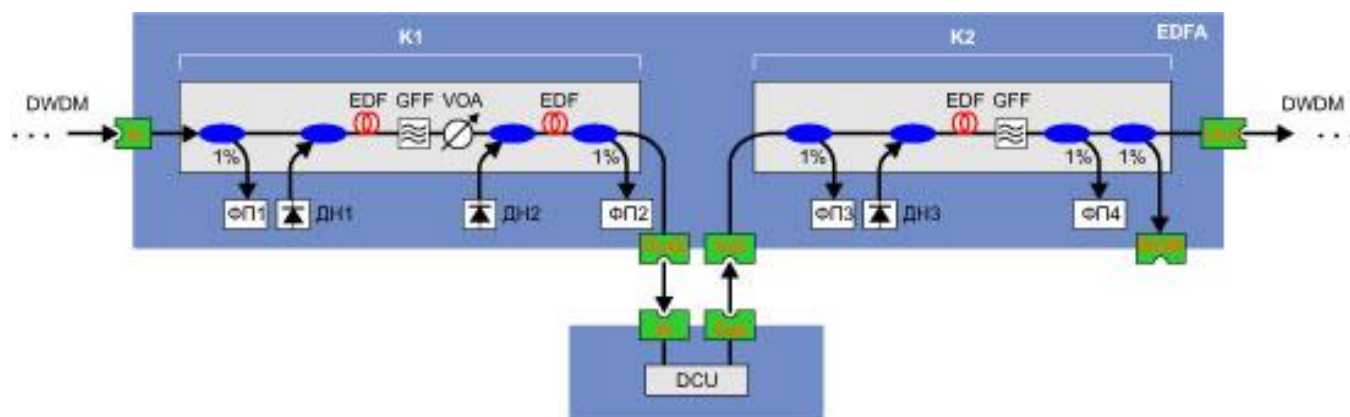 K1
K2
EDFA
DWDM
EDF GFF VOA EDF
EDF GFF
DWDM
. . .
. . .
1%
1%
1%
1%
1%
ФП1
ДН1
ДН2
ФП2
ФП3
ДН3
ФП4
DCU